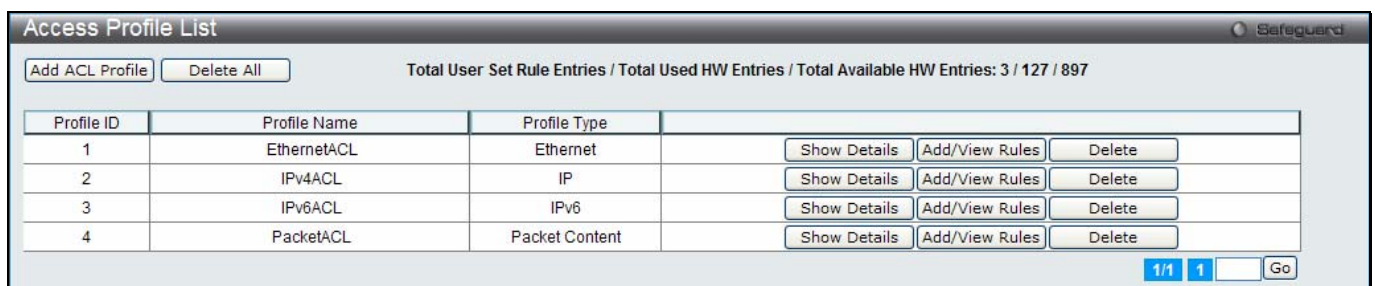 Access Profile List
Safeguard
Add ACL Profile Delete All Total User Set Rule Entries / Total Used HW Entries / Total Available HW Entries: 3 / 127 / 897
Profile ID Profile Name Profile Type
1 EthernetACL Ethernet Show Details Add/View Rules Delete
2 IPv4ACL IP Show Details Add/View Rules Delete
3 IPv6ACL IPv6 Show Details Add/View Rules Delete
4 PacketACL Packet Content Show Details Add/View Rules Delete
1/1 1 Go